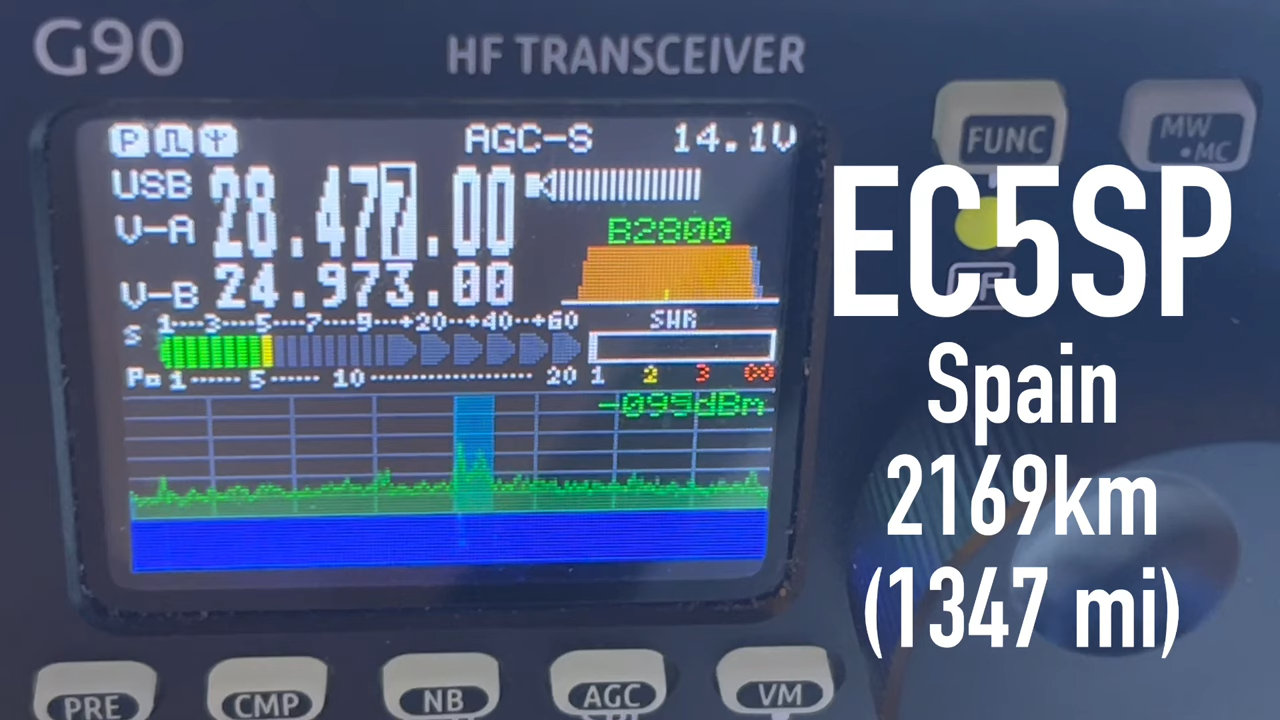 G90
HF TRANSCEIVER
P
AGC-S 14.1V
USB 28.477.00
B2800
V-A
V-B 24.973.00
S 1 3 5 7 9 +20 +40 +60
SWR
Po 1 5 10 20
1 2 3 ∞
-095dBm
FUNC
MW
•MC
EC5SP
Spain
2169km
(1347 mi)
PRE
CMP
NB
AGC
VM